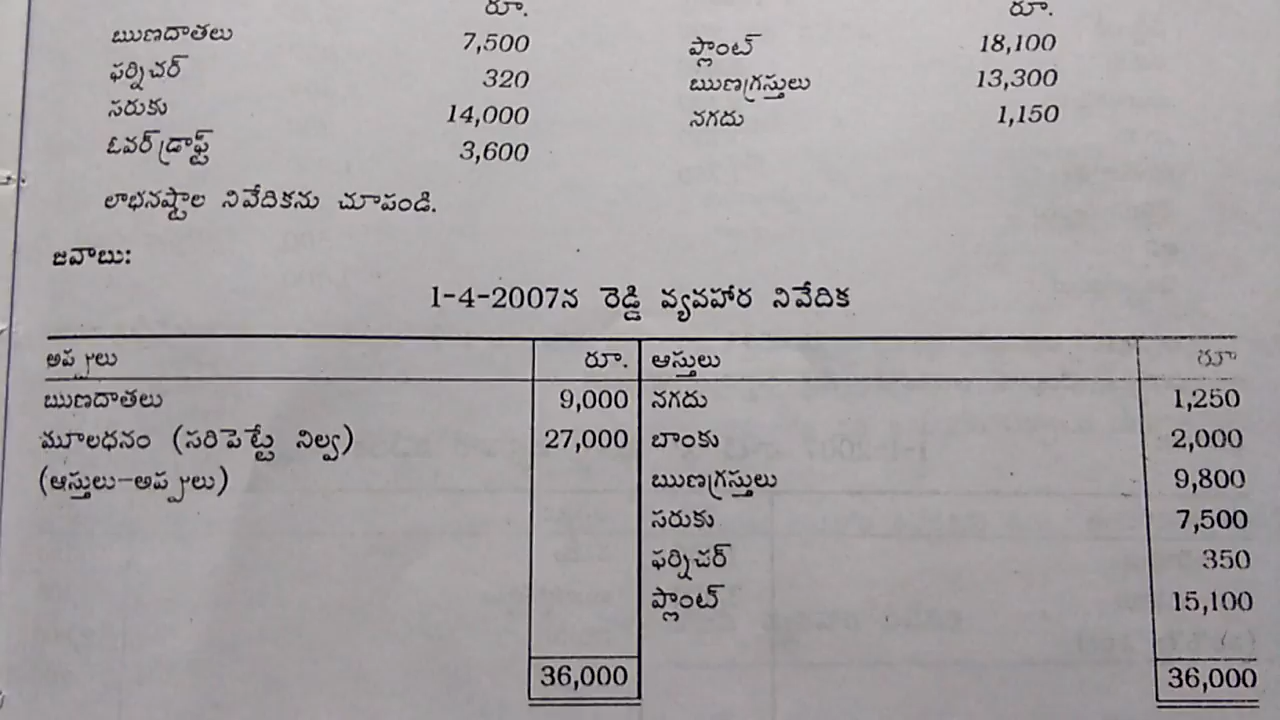 రూ. రూ.
ఋణదాతలు 7,500 ప్లాంట్ 18,100
ఫర్నిచర్ 320 ఋణగ్రస్తులు 13,300
సరుకు 14,000 నగదు 1,150
ఓవర్‌డ్రాఫ్ట్ 3,600
లాభనష్టాల నివేదికను చూపండి.
జవాబు:
1-4-2007న రెడ్డి వ్యవహార నివేదిక
అప్పులు రూ. ఆస్తులు రూ
ఋణదాతలు 9,000 నగదు 1,250
మూలధనం (సరిపెట్టే నిల్వ) 27,000 బాంకు 2,000
(ఆస్తులు-అప్పులు) ఋణగ్రస్తులు 9,800
సరుకు 7,500
ఫర్నిచర్ 350
ప్లాంట్ 15,100
36,000 36,000